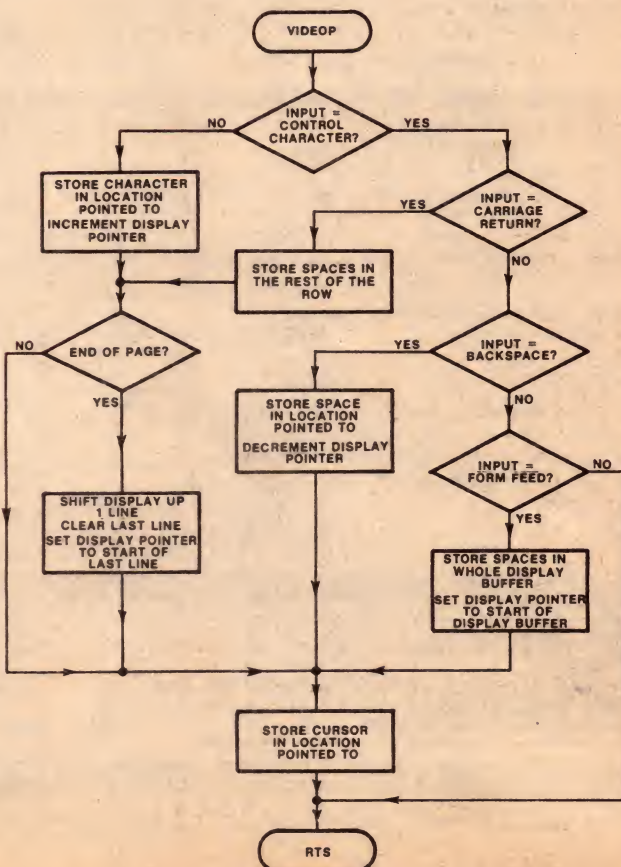 VIDEOP
INPUT =
CONTROL
CHARACTER?
NO
YES
STORE CHARACTER
IN LOCATION
POINTED TO
INCREMENT DISPLAY
POINTER
INPUT =
CARRIAGE
RETURN?
YES
NO
STORE SPACES IN
THE REST OF THE
ROW
END OF PAGE?
NO
YES
INPUT =
BACKSPACE?
YES
NO
STORE SPACE
IN LOCATION
POINTED TO
DECREMENT DISPLAY
POINTER
INPUT =
FORM FEED?
NO
YES
SHIFT DISPLAY UP
1 LINE
CLEAR LAST LINE
SET DISPLAY POINTER
TO START OF
LAST LINE
STORE SPACES IN
WHOLE DISPLAY
BUFFER
SET DISPLAY POINTER
TO START OF
DISPLAY BUFFER
STORE CURSOR
IN LOCATION
POINTED TO
RTS